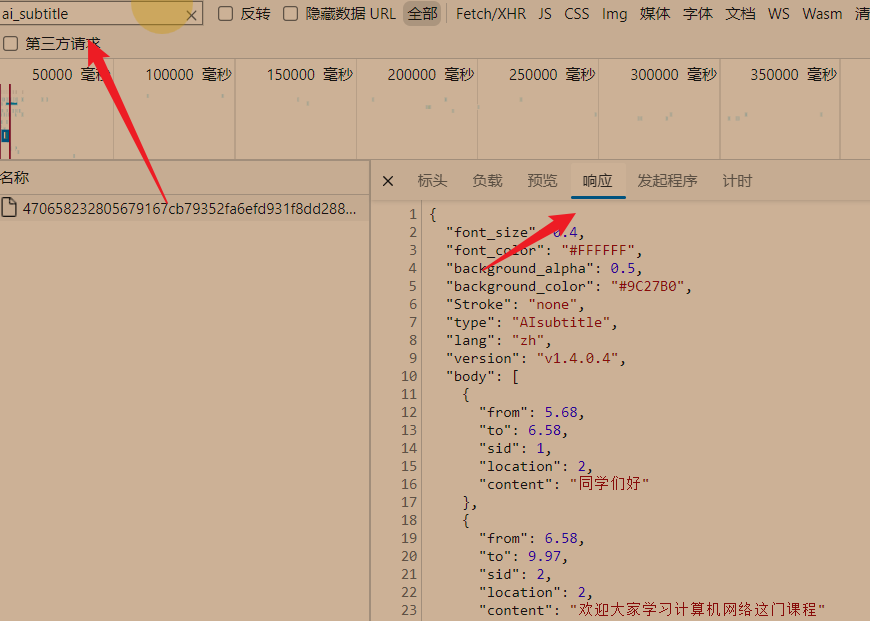 ai_subtitle 反转 隐藏数据 URL 全部 Fetch/XHR JS CSS Img 媒体 字体 文档 WS Wasm 清
第三方请求
50000 毫秒 100000 毫秒 150000 毫秒 200000 毫秒 250000 毫秒 300000 毫秒 350000 毫秒
名称
470658232805679167cb79352fa6efd931f8dd288...
标头 负载 预览 响应 发起程序 计时
1 {
2 "font_size": 0.4,
3 "font_color": "#FFFFFF",
4 "background_alpha": 0.5,
5 "background_color": "#9C27B0",
6 "Stroke": "none",
7 "type": "AIsubtitle",
8 "lang": "zh",
9 "version": "v1.4.0.4",
10 "body": [
11 {
12 "from": 5.68,
13 "to": 6.58,
14 "sid": 1,
15 "location": 2,
16 "content": "同学们好"
17 },
18 {
19 "from": 6.58,
20 "to": 9.97,
21 "sid": 2,
22 "location": 2,
23 "content": "欢迎大家学习计算机网络这门课程"